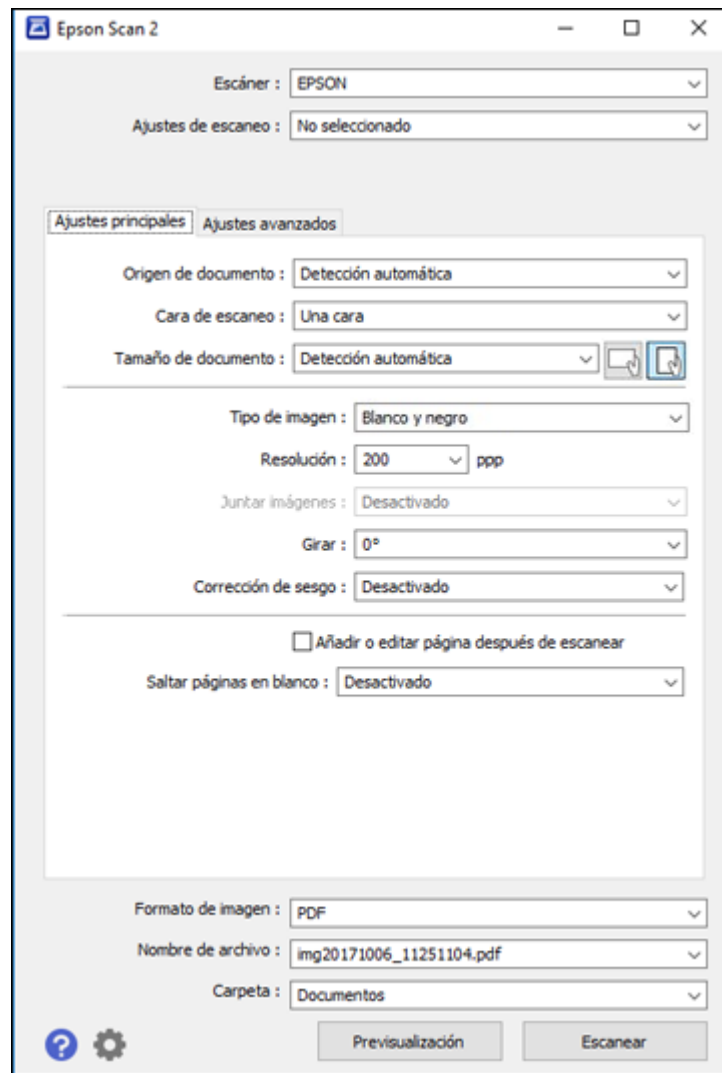 Epson Scan 2
Escáner : EPSON
Ajustes de escaneo : No seleccionado
Ajustes principales Ajustes avanzados
Origen de documento : Detección automática
Cara de escaneo : Una cara
Tamaño de documento : Detección automática
Tipo de imagen : Blanco y negro
Resolución : 200 ppp
Juntar imágenes : Desactivado
Girar : 0°
Corrección de sesgo : Desactivado
Añadir o editar página después de escanear
Saltar páginas en blanco : Desactivado
Formato de imagen : PDF
Nombre de archivo : img20171006_11251104.pdf
Carpeta : Documentos
? Previsualización Escanear